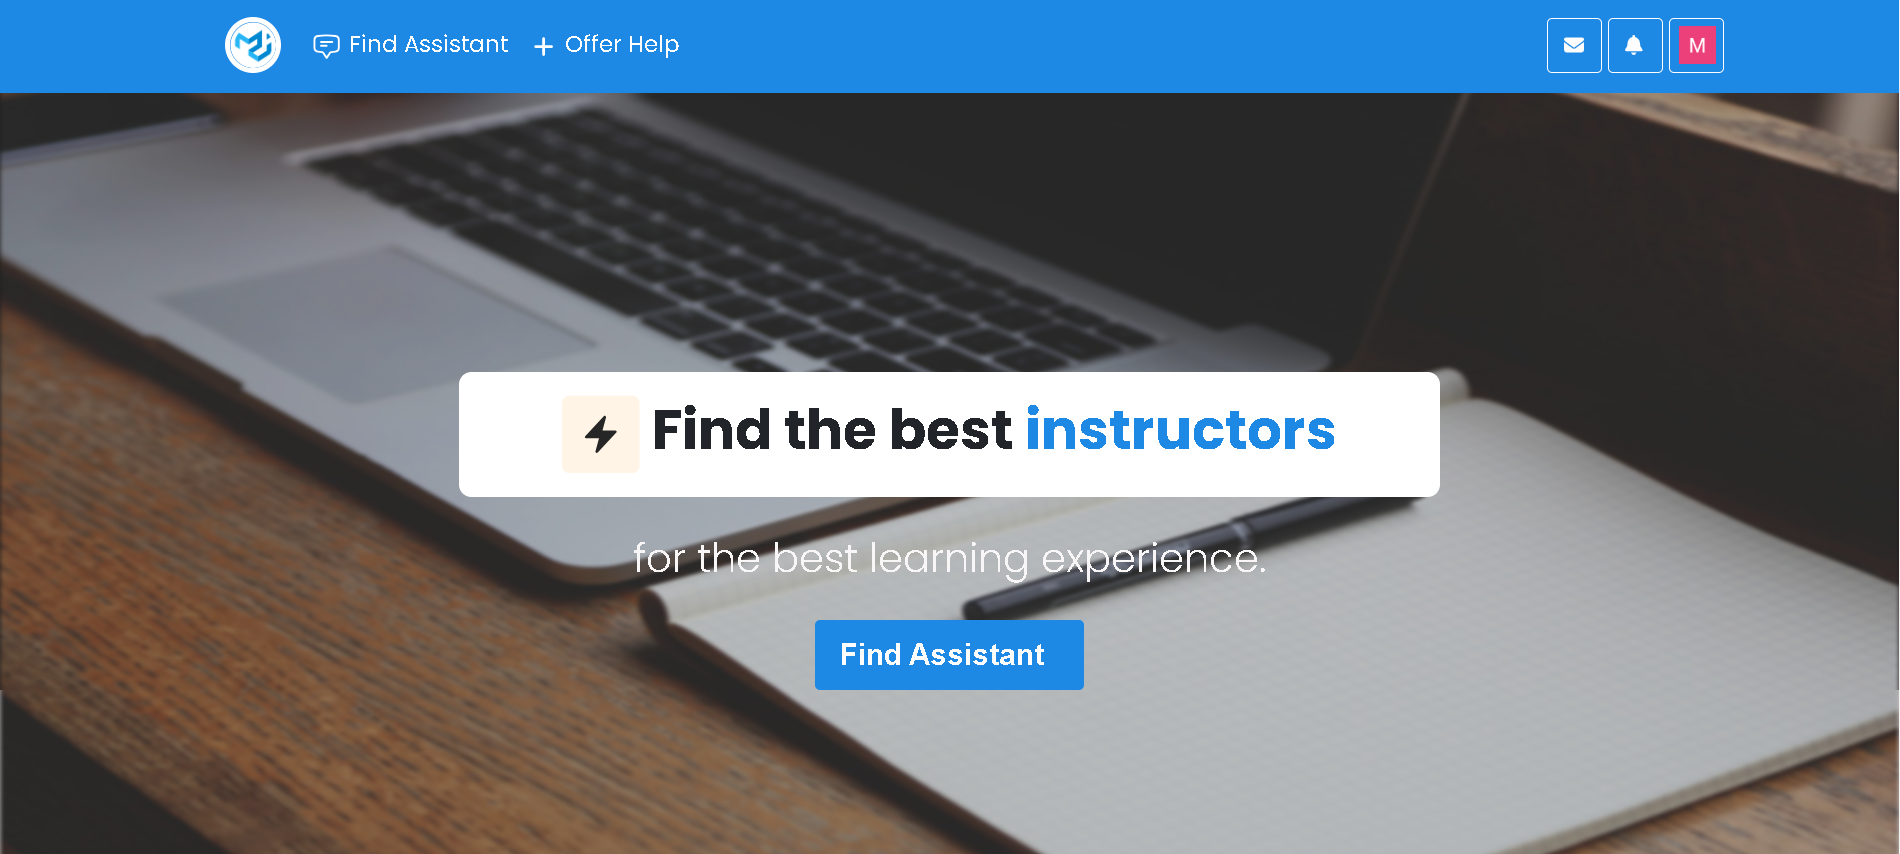 Find Assistant
Offer Help
M
Find the best instructors
for the best learning experience.
Find Assistant